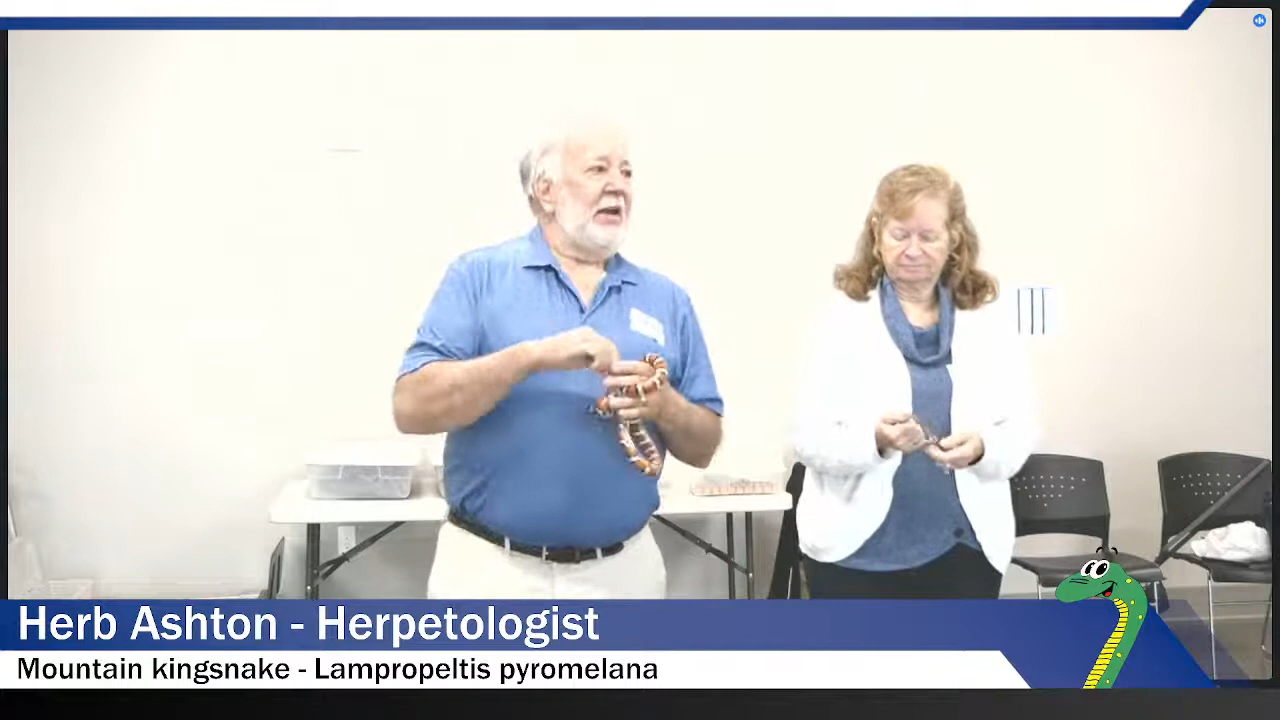 Herb Ashton - Herpetologist
Mountain kingsnake - Lampropeltis pyromelana